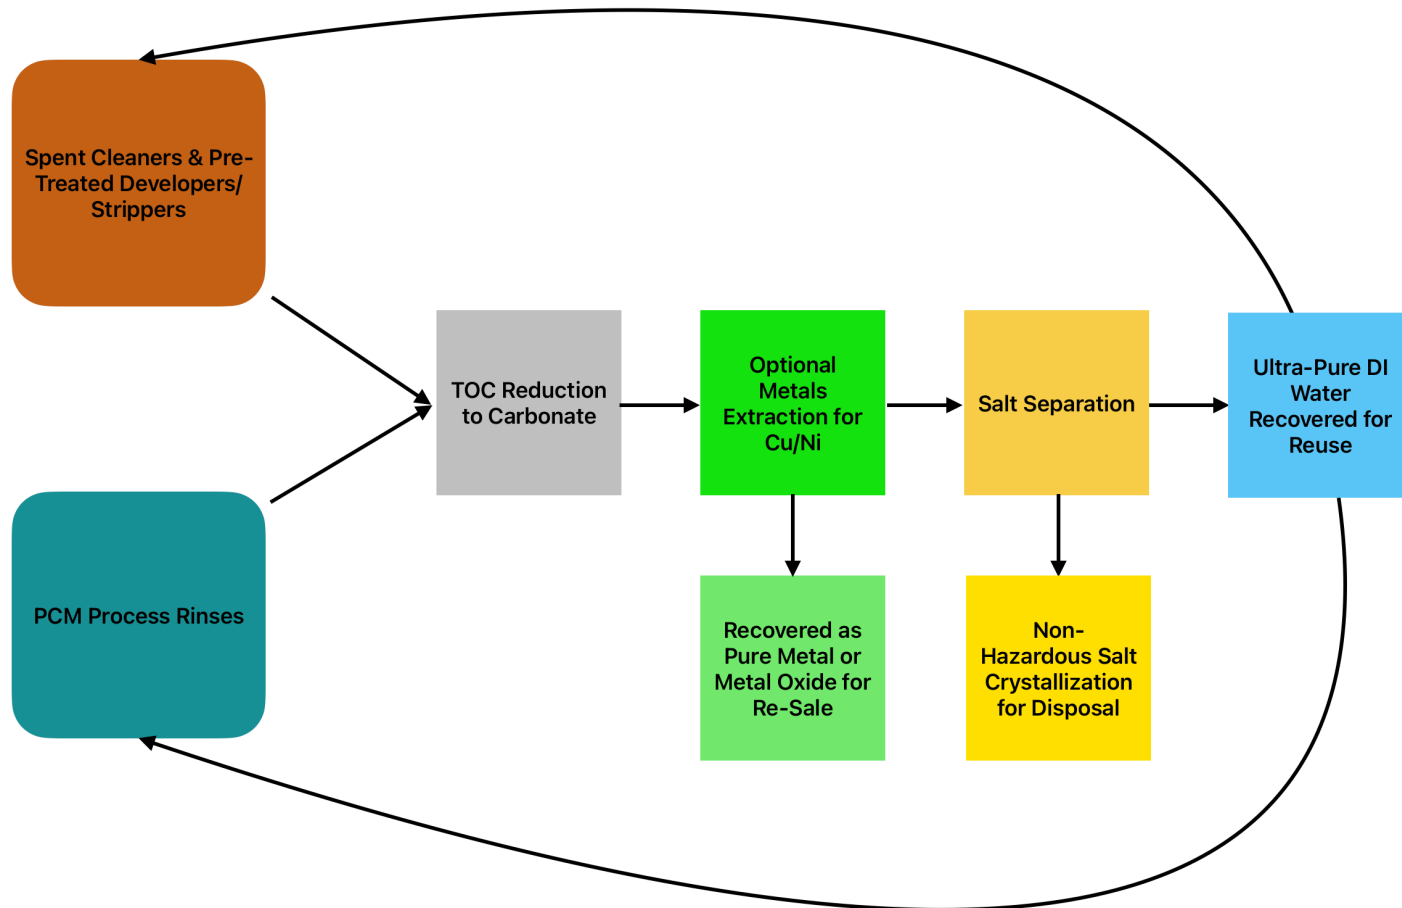 Spent Cleaners & Pre-
Treated Developers/
Strippers
PCM Process Rinses
TOC Reduction
to Carbonate
Optional
Metals
Extraction for
Cu/Ni
Salt Separation
Ultra-Pure DI
Water
Recovered for
Reuse
Recovered as
Pure Metal or
Metal Oxide for
Re-Sale
Non-
Hazardous Salt
Crystallization
for Disposal